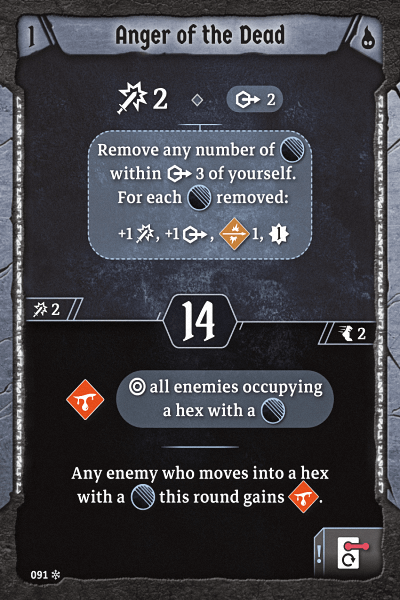 1 Anger of the Dead
2 2
Remove any number of
within 3 of yourself.
For each removed:
+1 , +1 , 1,
2
14
2
all enemies occupying
a hex with a
Any enemy who moves into a hex
with a this round gains .
!
091